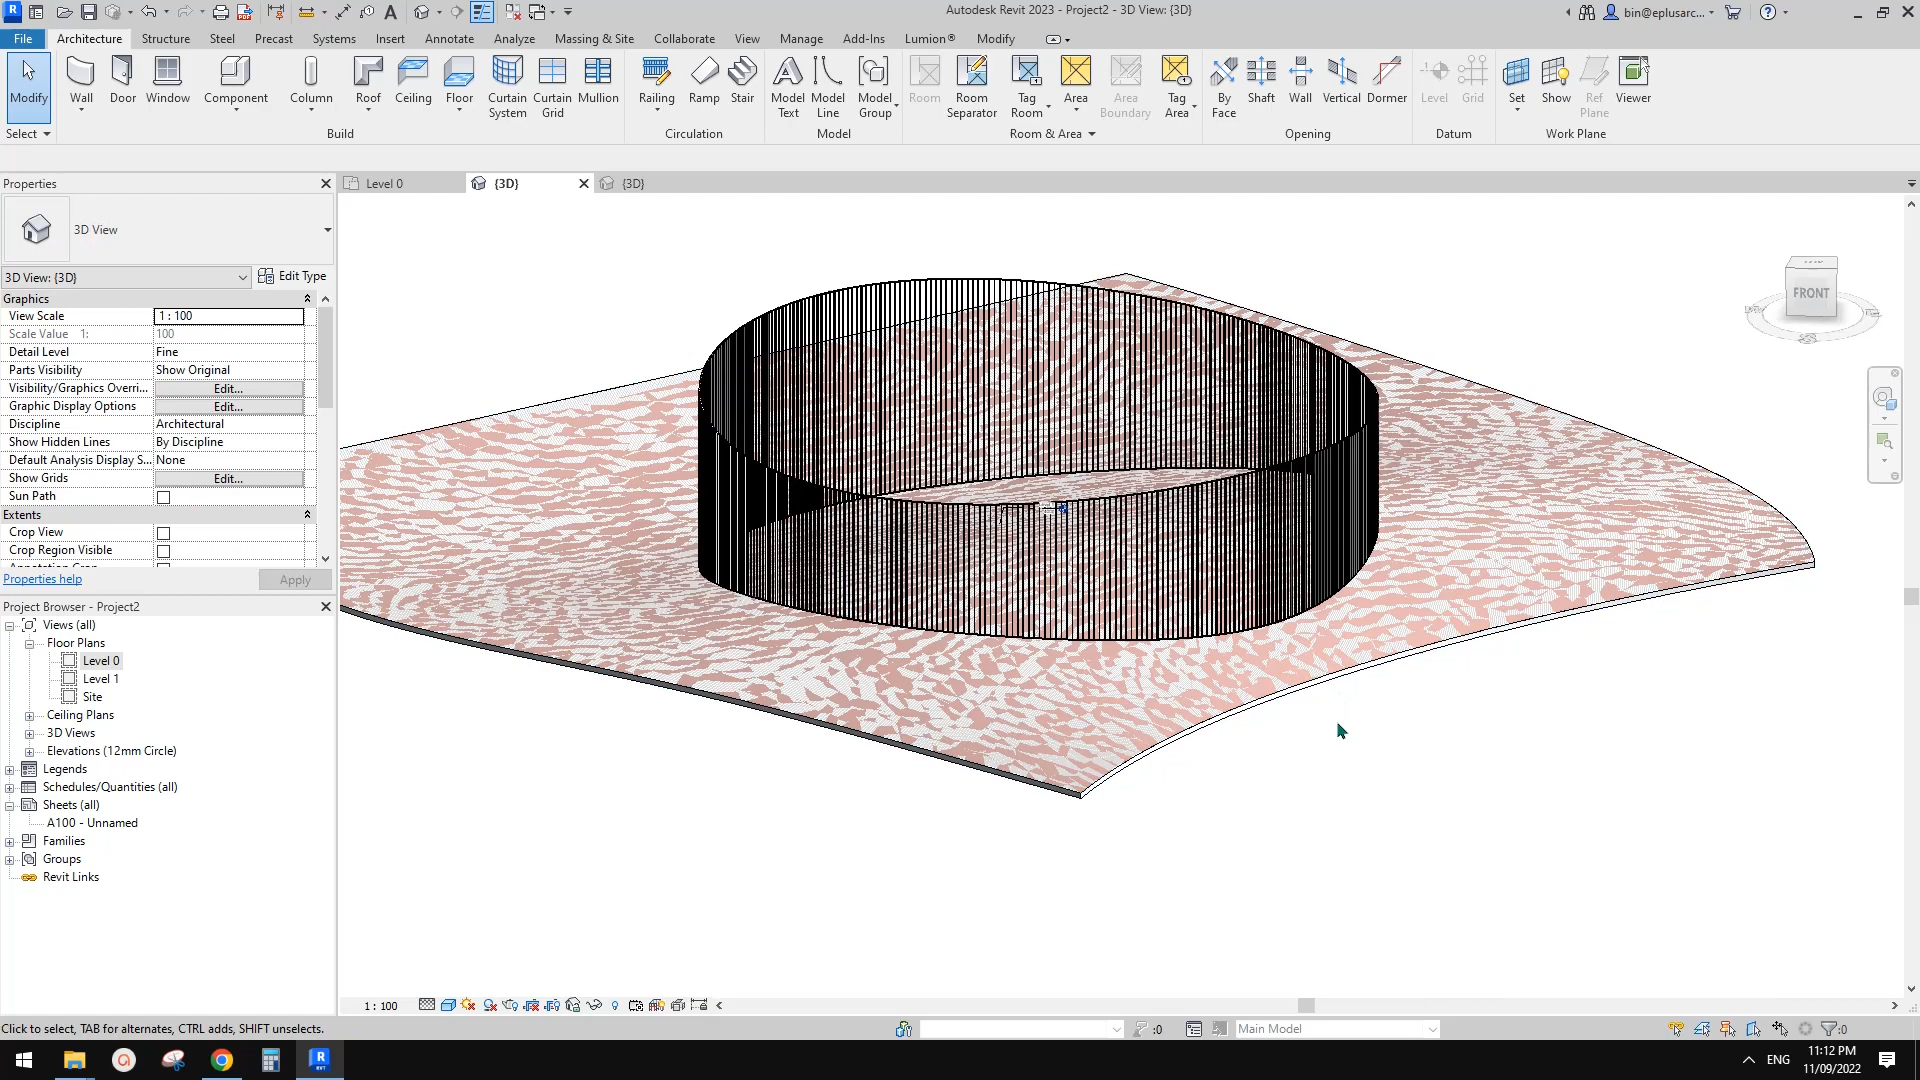 Autodesk Revit 2023 - Project2 - 3D View: {3D}
bin@eplusarc...
File Architecture Structure Steel Precast Systems Insert Annotate Analyze Massing & Site Collaborate View Manage Add-Ins Lumion® Modify
Modify Wall Door Window Component Column Roof Ceiling Floor Curtain System Curtain Grid Mullion Railing Ramp Stair Model Text Model Line Model Group Room Room Separator Tag Room Area Area Boundary Tag Area By Face Shaft Wall Vertical Dormer Level Grid Set Show Ref Plane Viewer
Select Build Circulation Model Room & Area Opening Datum Work Plane
Properties
Level 0 {3D} {3D}
3D View
3D View: {3D} Edit Type
Graphics
View Scale 1 : 100
Scale Value 1: 100
Detail Level Fine
Parts Visibility Show Original
Visibility/Graphics Overri... Edit...
Graphic Display Options Edit...
Discipline Architectural
Show Hidden Lines By Discipline
Default Analysis Display S... None
Show Grids Edit...
Sun Path
Extents
Crop View
Crop Region Visible
Properties help Apply
FRONT
Project Browser - Project2
Views (all)
Floor Plans
Level 0
Level 1
Site
Ceiling Plans
3D Views
Elevations (12mm Circle)
Legends
Schedules/Quantities (all)
Sheets (all)
A100 - Unnamed
Families
Groups
Revit Links
1 : 100
Click to select, TAB for alternates, CTRL adds, SHIFT unselects.
:0
Main Model
:0
ENG
11:12 PM
11/09/2022